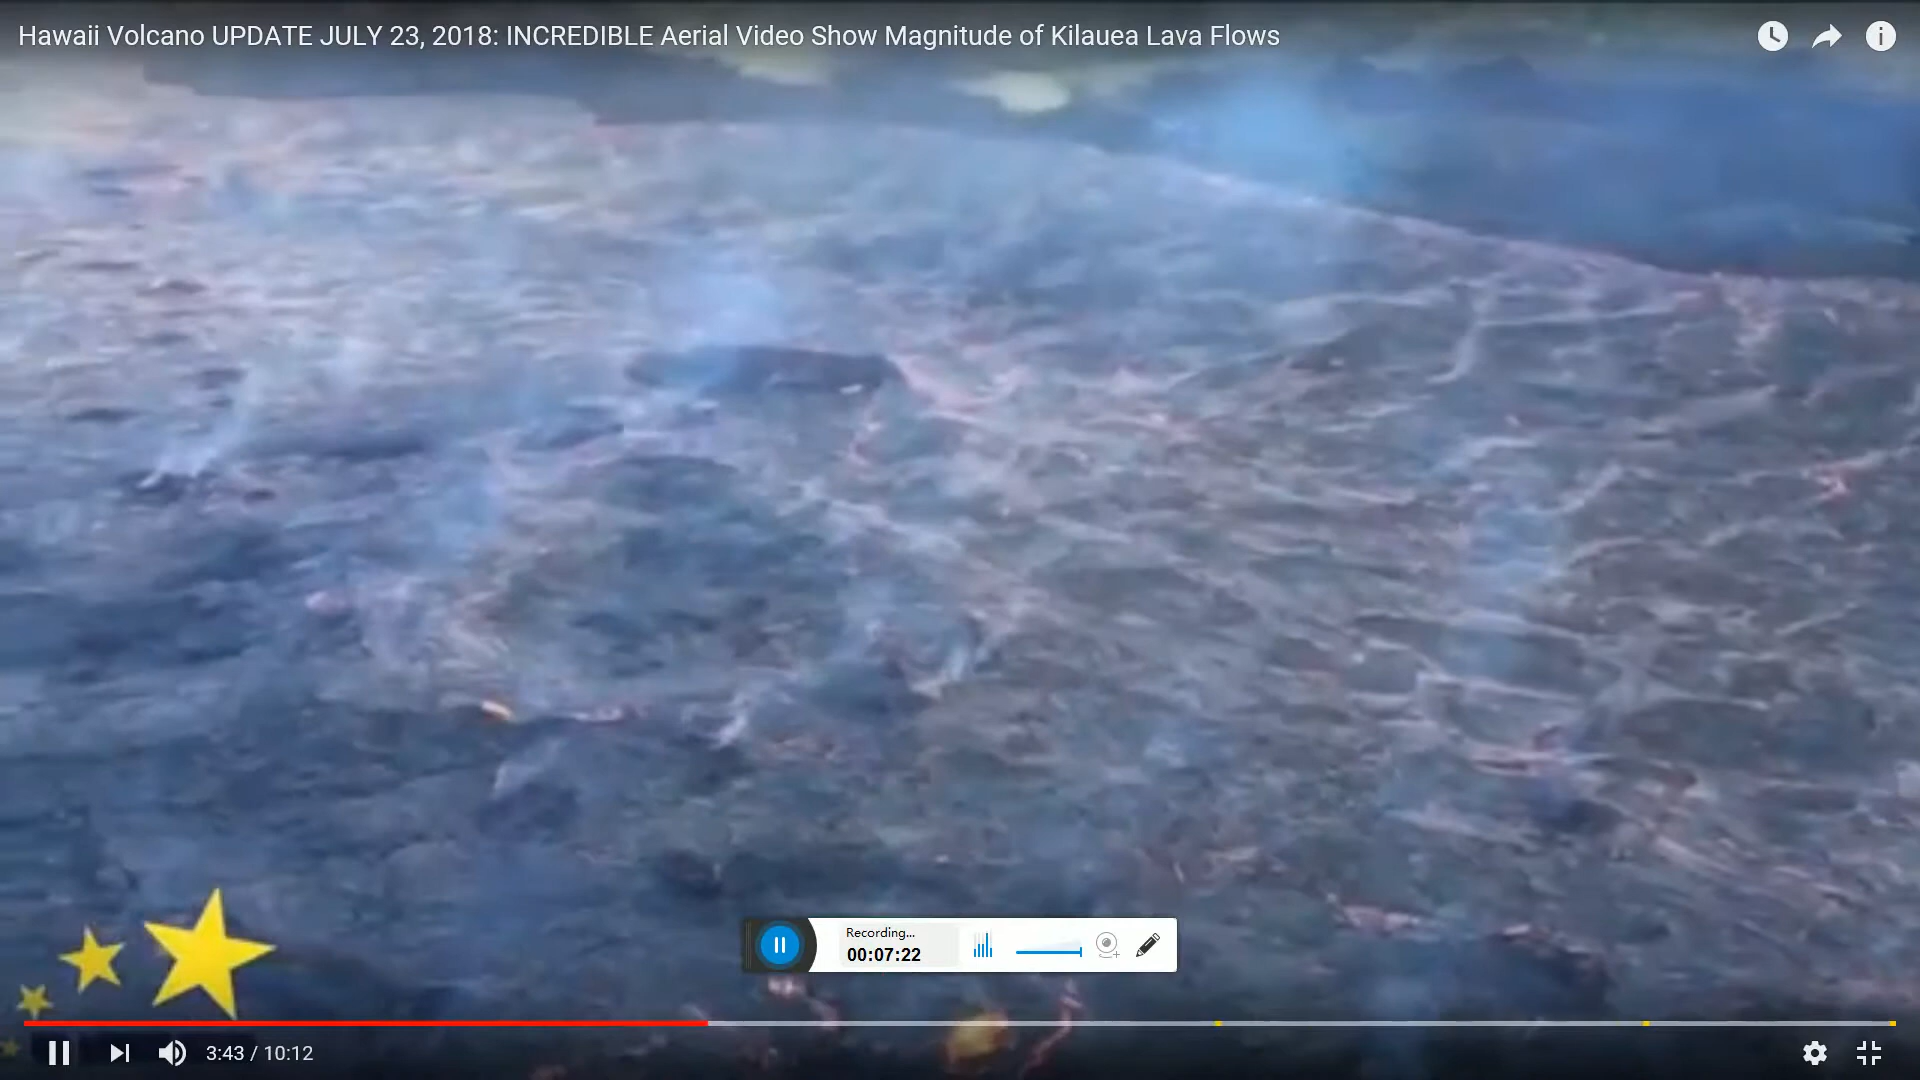 Hawaii Volcano UPDATE JULY 23, 2018: INCREDIBLE Aerial Video Show Magnitude of Kilauea Lava Flows
Recording...
00:07:22
3:43 / 10:12